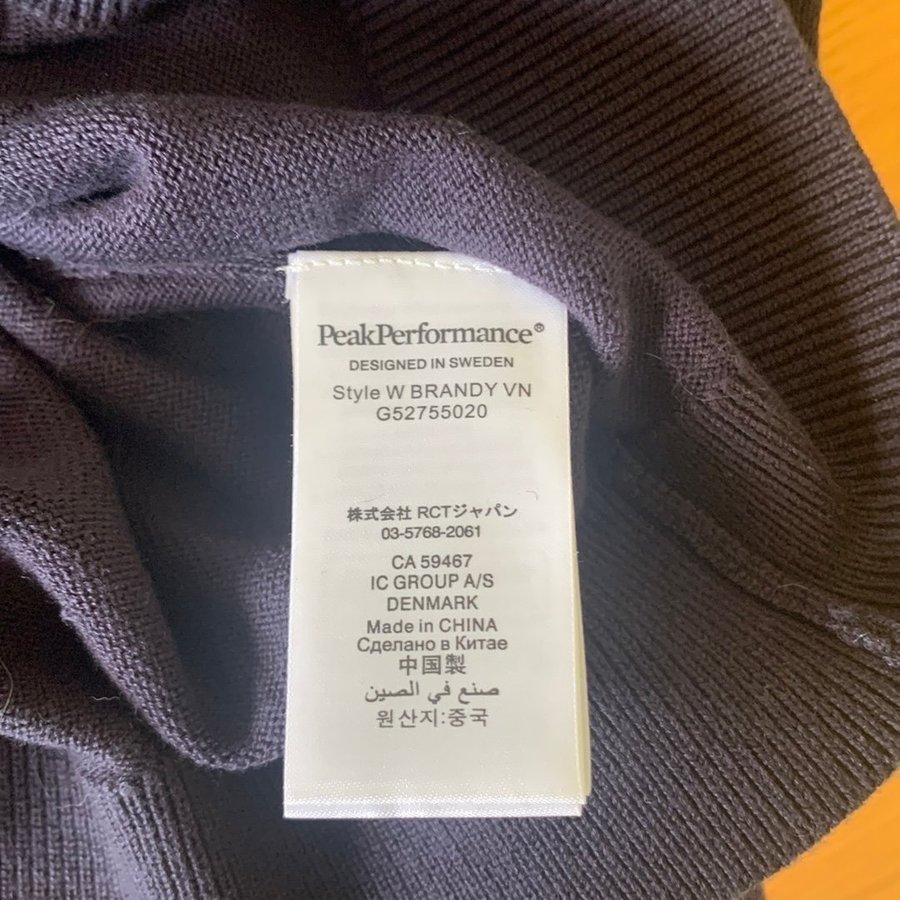 PeakPerformance®
DESIGNED IN SWEDEN
Style W BRANDY VN
G52755020
株式会社 RCTジャパン
03-5768-2061
CA 59467
IC GROUP A/S
DENMARK
Made in CHINA
Сделано в Китае
中国製
صنع في الصين
원산지:중국